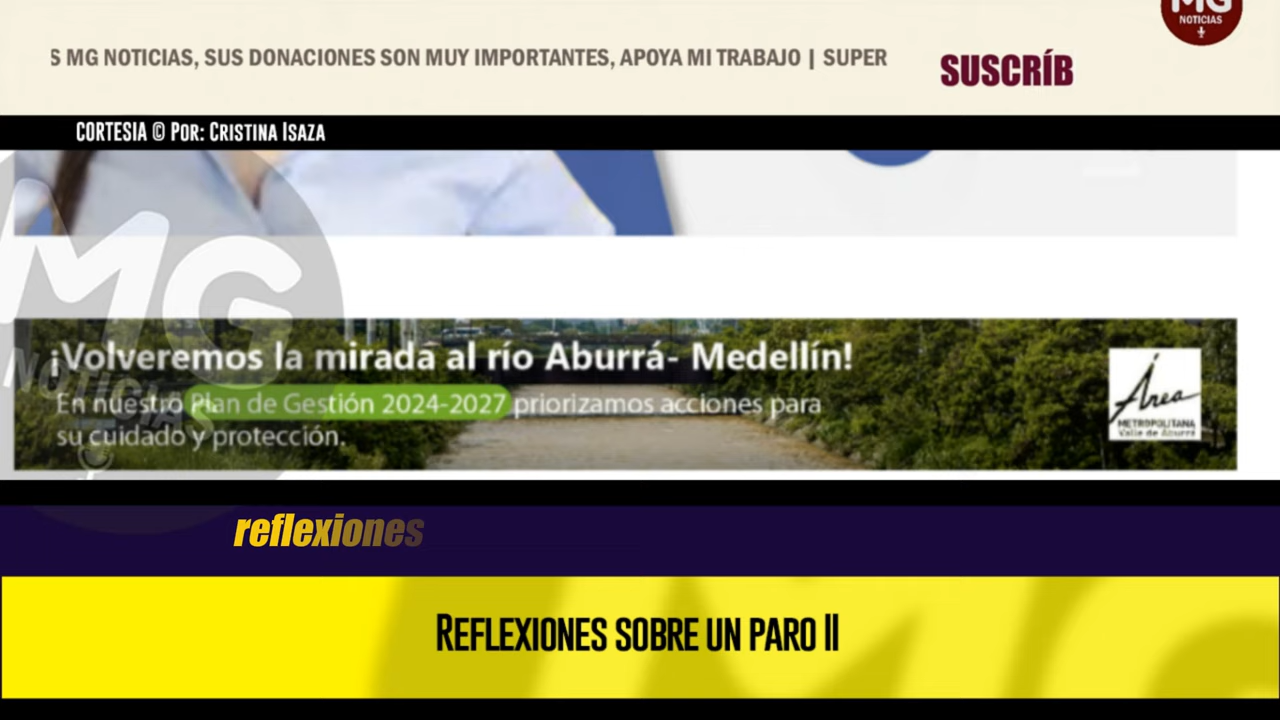 MG
NOTICIAS
S MG NOTICIAS, SUS DONACIONES SON MUY IMPORTANTES, APOYA MI TRABAJO | SUPER
SUSCRÍB
CORTESIA © POR: CRISTINA ISAZA
MG
NOTICIAS
¡Volveremos la mirada al río Aburrá- Medellín!
En nuestro Plan de Gestión 2024-2027 priorizamos acciones para
su cuidado y protección.
Área
METROPOLITANA
Valle de Aburrá
reflexiones
REFLEXIONES SOBRE UN PARO II